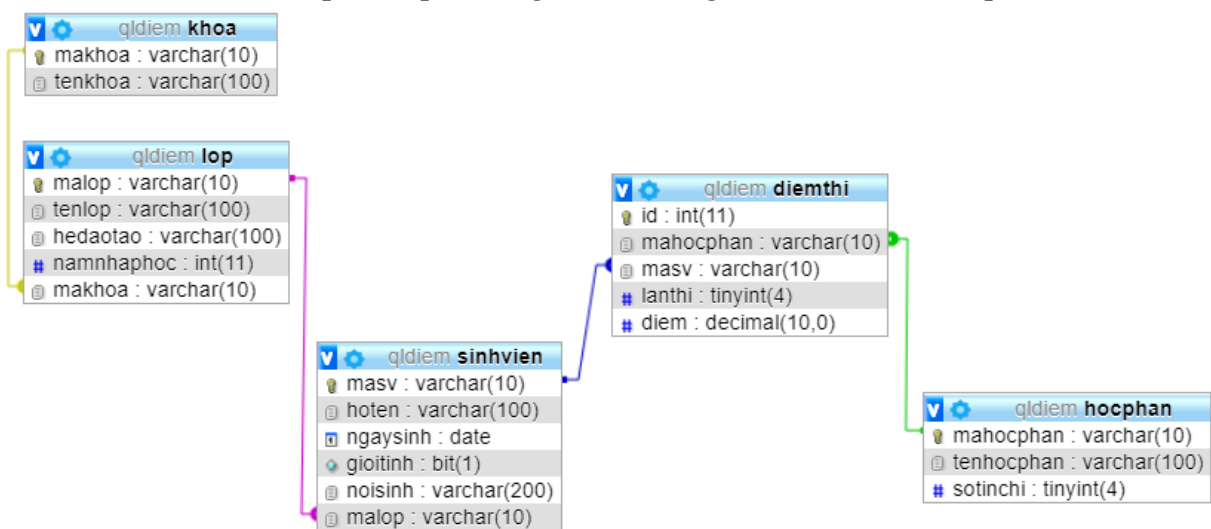 qldiem khoa
makhoa : varchar(10)
tenkhoa : varchar(100)
qldiem lop
malop : varchar(10)
tenlop : varchar(100)
hedaotao : varchar(100)
# namnhaphoc : int(11)
makhoa : varchar(10)
qldiem sinhvien
masv : varchar(10)
hoten : varchar(100)
ngaysinh : date
gioitinh : bit(1)
noisinh : varchar(200)
malop : varchar(10)
qldiem diemthi
id : int(11)
mahocphan : varchar(10)
masv : varchar(10)
# lanthi : tinyint(4)
# diem : decimal(10,0)
qldiem hocphan
mahocphan : varchar(10)
tenhocphan : varchar(100)
# sotinchi : tinyint(4)